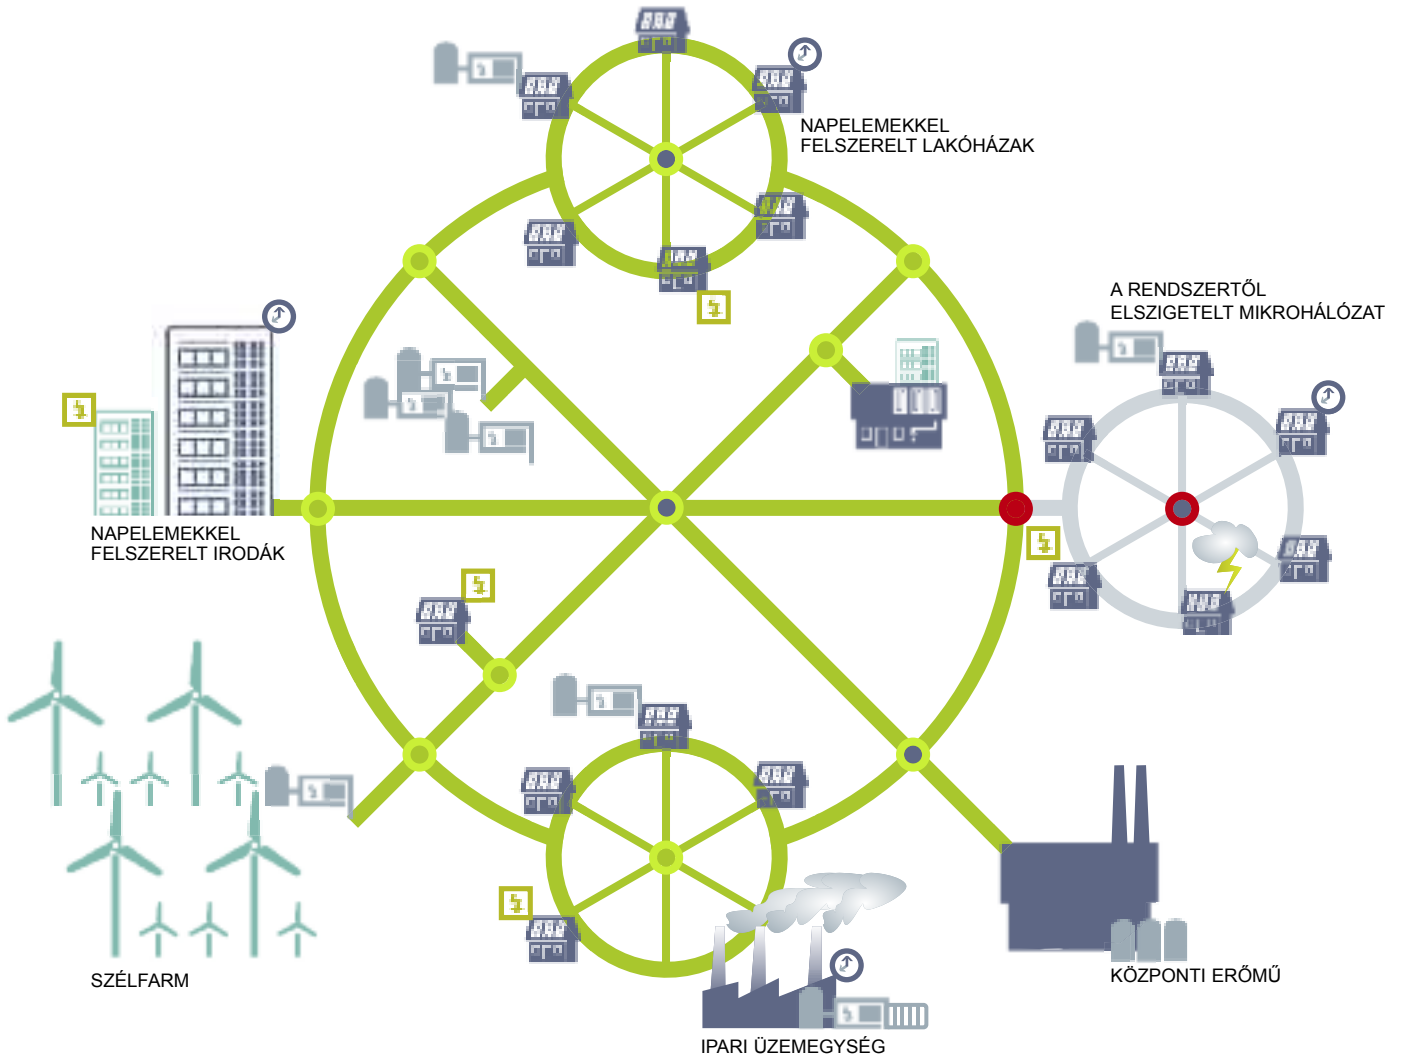 NAPELEMEKKEL
FELSZERELT LAKÓHÁZAK
A RENDSZERTŐL
ELSZIGETELT MIKROHÁLÓZAT
NAPELEMEKKEL
FELSZERELT IRODÁK
SZÉLFARM
KÖZPONTI ERŐMŰ
IPARI ÜZEMEGYSÉG